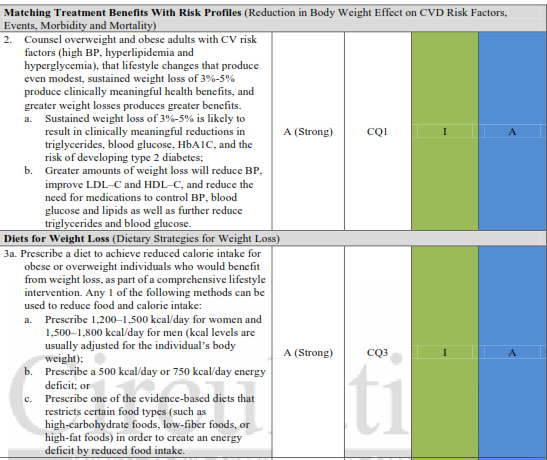 Matching Treatment Benefits With Risk Profiles (Reduction in Body Weight Effect on CVD Risk Factors,
Events, Morbidity and Mortality)
2. Counsel overweight and obese adults with CV risk
factors (high BP, hyperlipidemia and
hyperglycemia), that lifestyle changes that produce
even modest, sustained weight loss of 3%-5%
produce clinically meaningful health benefits, and
greater weight losses produces greater benefits.
a. Sustained weight loss of 3%-5% is likely to
result in clinically meaningful reductions in
triglycerides, blood glucose, HbA1C, and the
risk of developing type 2 diabetes;
b. Greater amounts of weight loss will reduce BP,
improve LDL–C and HDL–C, and reduce the
need for medications to control BP, blood
glucose and lipids as well as further reduce
triglycerides and blood glucose.
A (Strong) CQ1 I A
Diets for Weight Loss (Dietary Strategies for Weight Loss)
3a. Prescribe a diet to achieve reduced calorie intake for
obese or overweight individuals who would benefit
from weight loss, as part of a comprehensive lifestyle
intervention. Any 1 of the following methods can be
used to reduce food and calorie intake:
a. Prescribe 1,200–1,500 kcal/day for women and
1,500–1,800 kcal/day for men (kcal levels are
usually adjusted for the individual's body
weight);
b. Prescribe a 500 kcal/day or 750 kcal/day energy
deficit; or
c. Prescribe one of the evidence-based diets that
restricts certain food types (such as
high-carbohydrate foods, low-fiber foods, or
high-fat foods) in order to create an energy
deficit by reduced food intake.
A (Strong) CQ3 I A